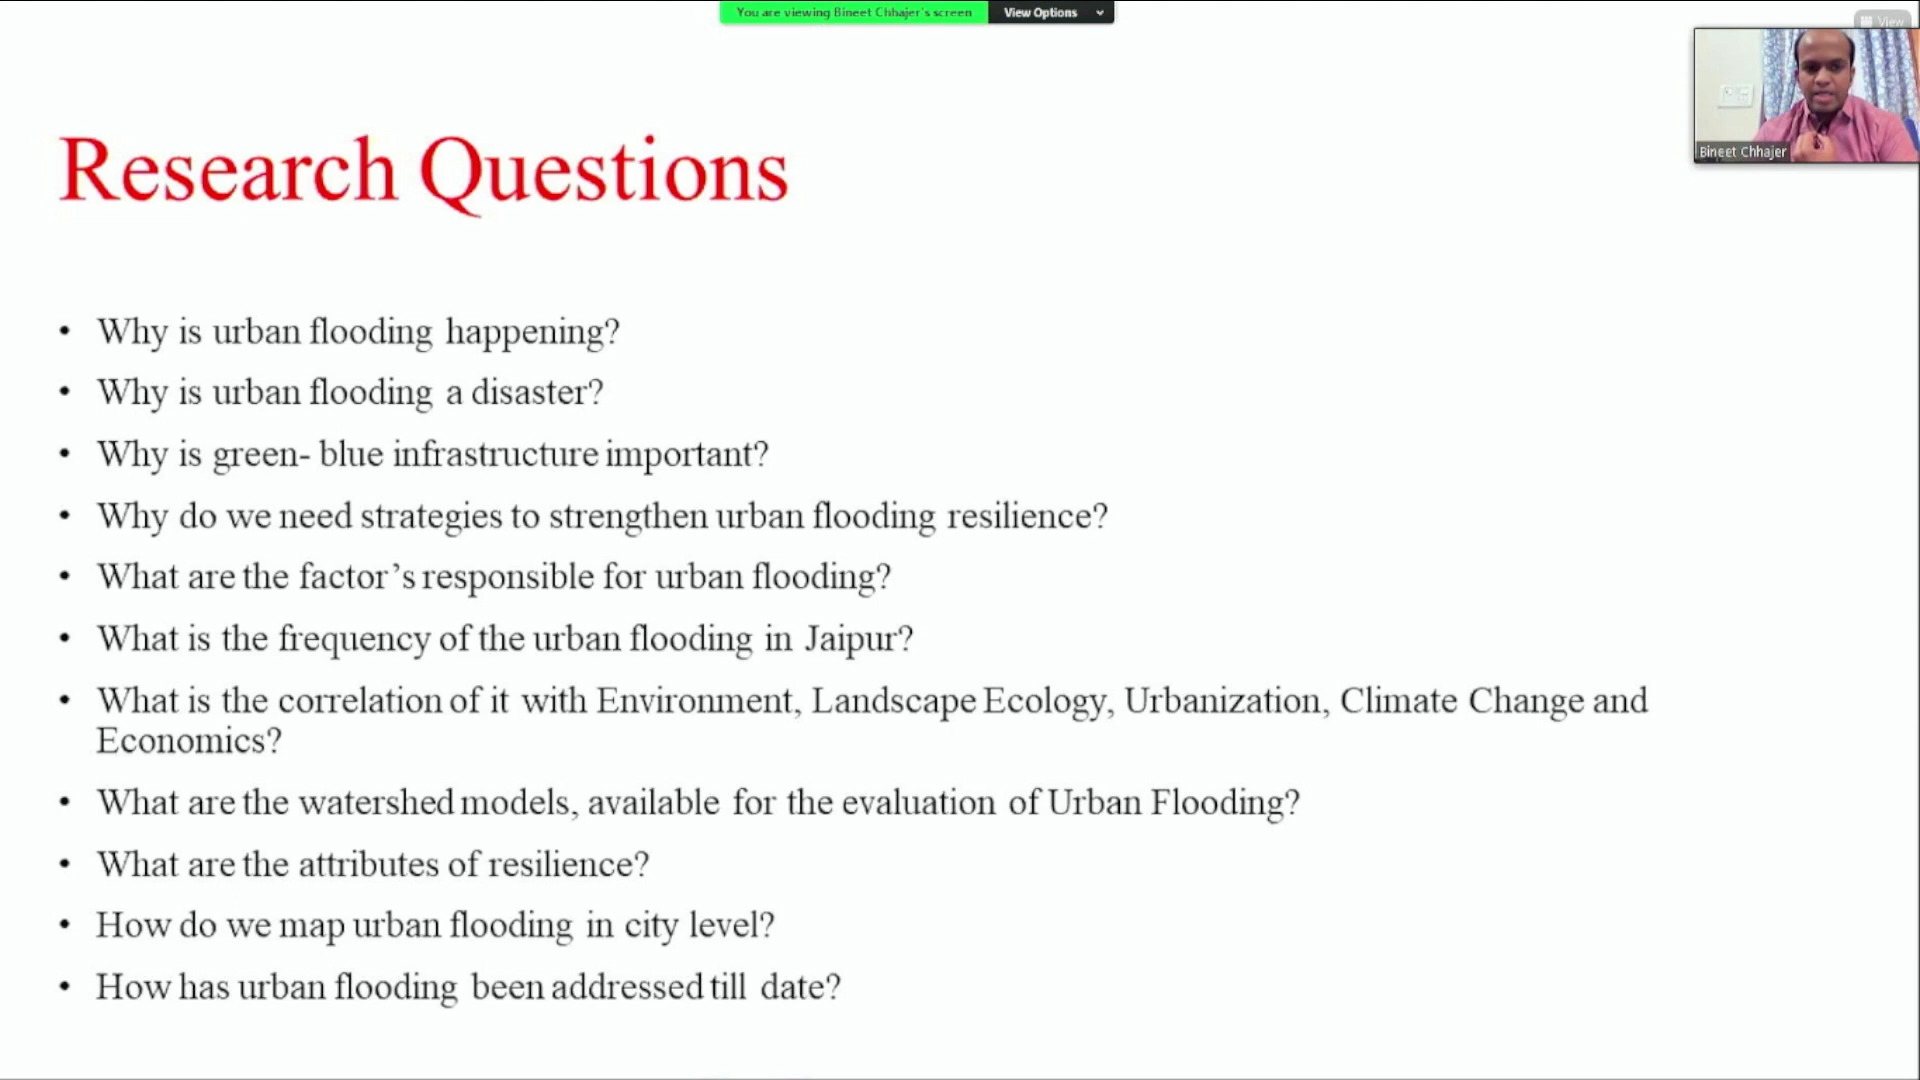 You are viewing Bineet Chhajer's screen
View Options
View
Bineet Chhajer
Research Questions
• Why is urban flooding happening?
• Why is urban flooding a disaster?
• Why is green- blue infrastructure important?
• Why do we need strategies to strengthen urban flooding resilience?
• What are the factor’s responsible for urban flooding?
• What is the frequency of the urban flooding in Jaipur?
• What is the correlation of it with Environment, Landscape Ecology, Urbanization, Climate Change and
Economics?
• What are the watershed models, available for the evaluation of Urban Flooding?
• What are the attributes of resilience?
• How do we map urban flooding in city level?
• How has urban flooding been addressed till date?